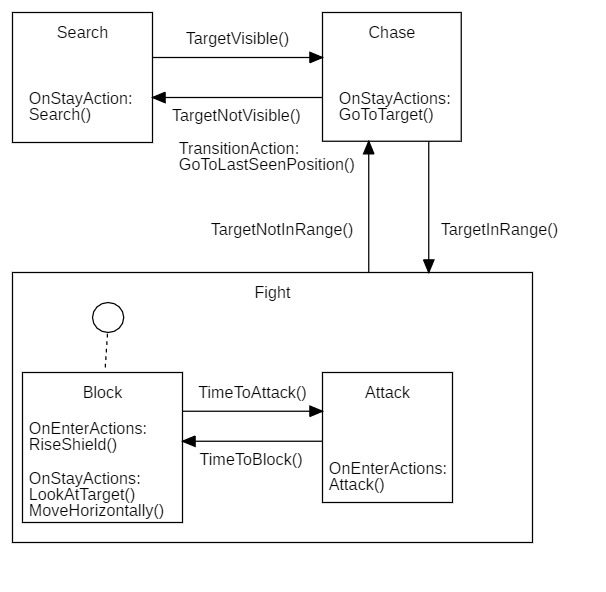 Search
OnStayAction:
Search()
TargetVisible()
Chase
OnStayActions:
GoToTarget()
TargetNotVisible()
TransitionAction:
GoToLastSeenPosition()
TargetNotInRange()
TargetInRange()
Fight
Block
OnEnterActions:
RiseShield()
OnStayActions:
LookAtTarget()
MoveHorizontally()
TimeToAttack()
TimeToBlock()
Attack
OnEnterActions:
Attack()